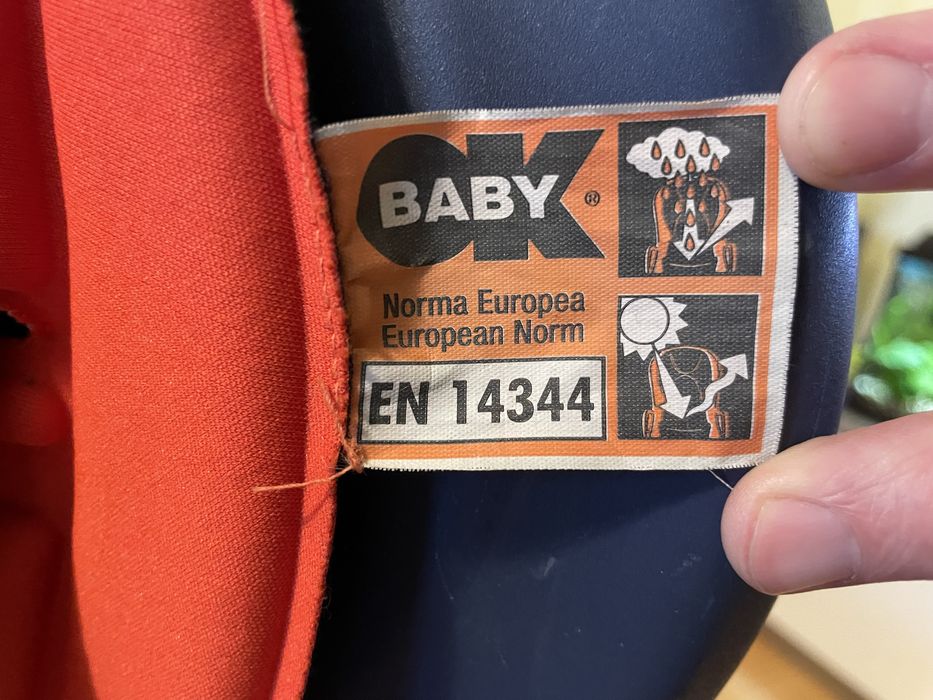 OK
BABY ®
Norma Europea
European Norm
EN 14344